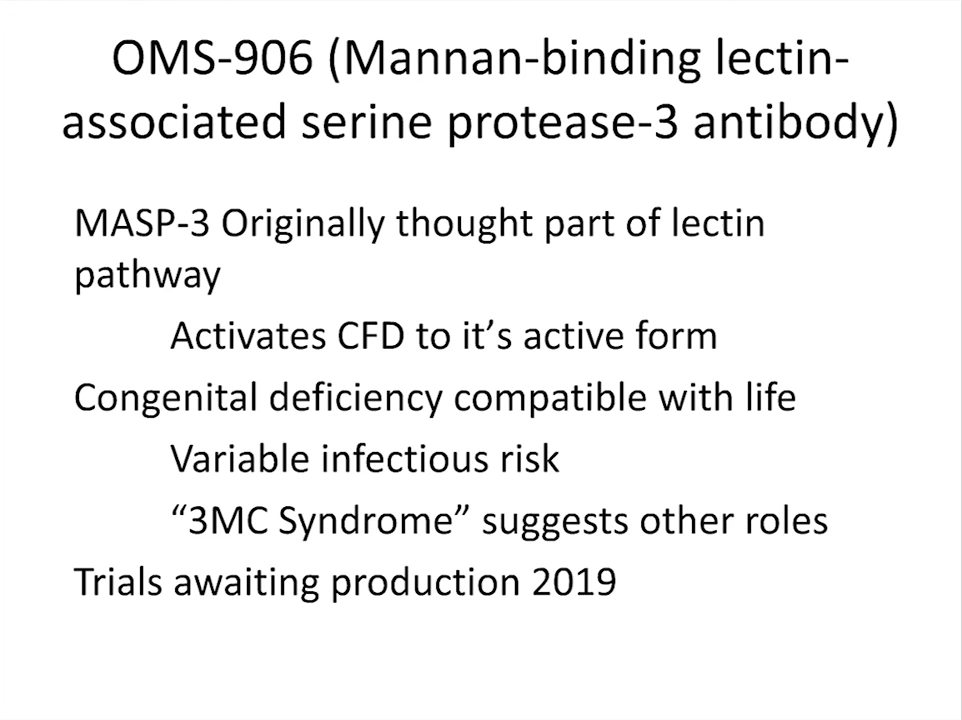 OMS-906 (Mannan-binding lectin-
associated serine protease-3 antibody)
MASP-3 Originally thought part of lectin
pathway
Activates CFD to it’s active form
Congenital deficiency compatible with life
Variable infectious risk
“3MC Syndrome” suggests other roles
Trials awaiting production 2019